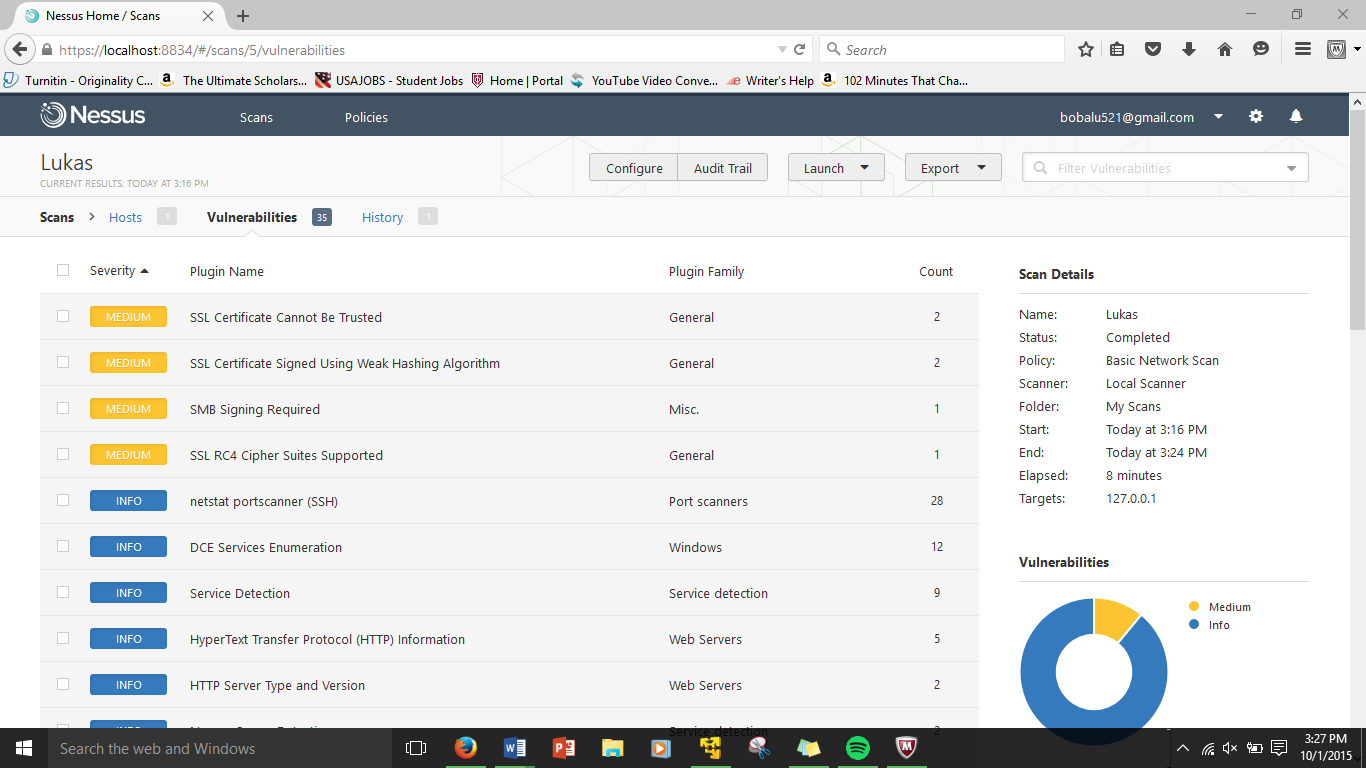 Nessus Home / Scans
https://localhost:8834/#/scans/5/vulnerabilities
Search
Turnitin - Originality C...
The Ultimate Scholars...
USAJOBS - Student Jobs
Home | Portal
YouTube Video Conve...
Writer's Help
102 Minutes That Cha...
Nessus
Scans
Policies
bobalu521@gmail.com
Lukas
CURRENT RESULTS: TODAY AT 3:16 PM
Configure
Audit Trail
Launch
Export
Filter Vulnerabilities
Scans > Hosts 1 Vulnerabilities 35 History 1
Severity Plugin Name Plugin Family Count
MEDIUM SSL Certificate Cannot Be Trusted General 2
MEDIUM SSL Certificate Signed Using Weak Hashing Algorithm General 2
MEDIUM SMB Signing Required Misc. 1
MEDIUM SSL RC4 Cipher Suites Supported General 1
INFO netstat portscanner (SSH) Port scanners 28
INFO DCE Services Enumeration Windows 12
INFO Service Detection Service detection 9
INFO HyperText Transfer Protocol (HTTP) Information Web Servers 5
INFO HTTP Server Type and Version Web Servers 2
Service detection 2
Scan Details
Name: Lukas
Status: Completed
Policy: Basic Network Scan
Scanner: Local Scanner
Folder: My Scans
Start: Today at 3:16 PM
End: Today at 3:24 PM
Elapsed: 8 minutes
Targets: 127.0.0.1
Vulnerabilities
Medium
Info
Search the web and Windows
3:27 PM
10/1/2015